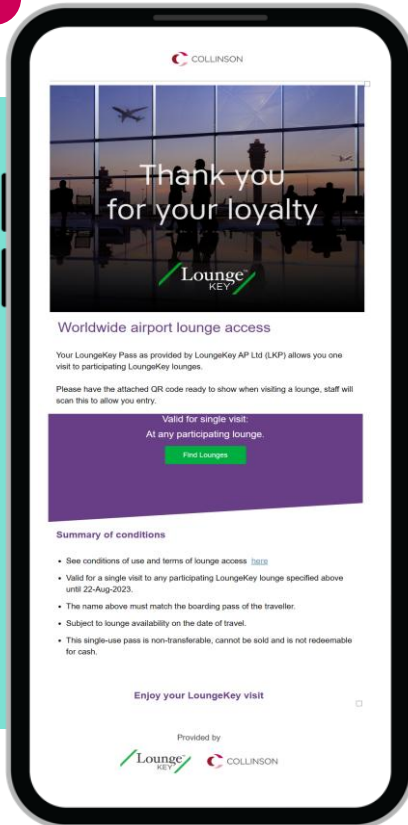 COLLINSON
Thank you
for your loyalty
Lounge
KEY
Worldwide airport lounge access
Your LoungeKey Pass as provided by LoungeKey AP Ltd (LKP) allows you one
visit to participating LoungeKey lounges.
Please have the attached QR code ready to show when visiting a lounge, staff will
scan this to allow you entry.
Valid for single visit:
At any participating lounge.
Find Lounges
Summary of conditions
• See conditions of use and terms of lounge access here
• Valid for a single visit to any participating LoungeKey lounge specified above
until 22-Aug-2023.
• The name above must match the boarding pass of the traveller.
• Subject to lounge availability on the date of travel.
• This single-use pass is non-transferable, cannot be sold and is not redeemable
for cash.
Enjoy your LoungeKey visit
Provided by
Lounge
KEY
COLLINSON